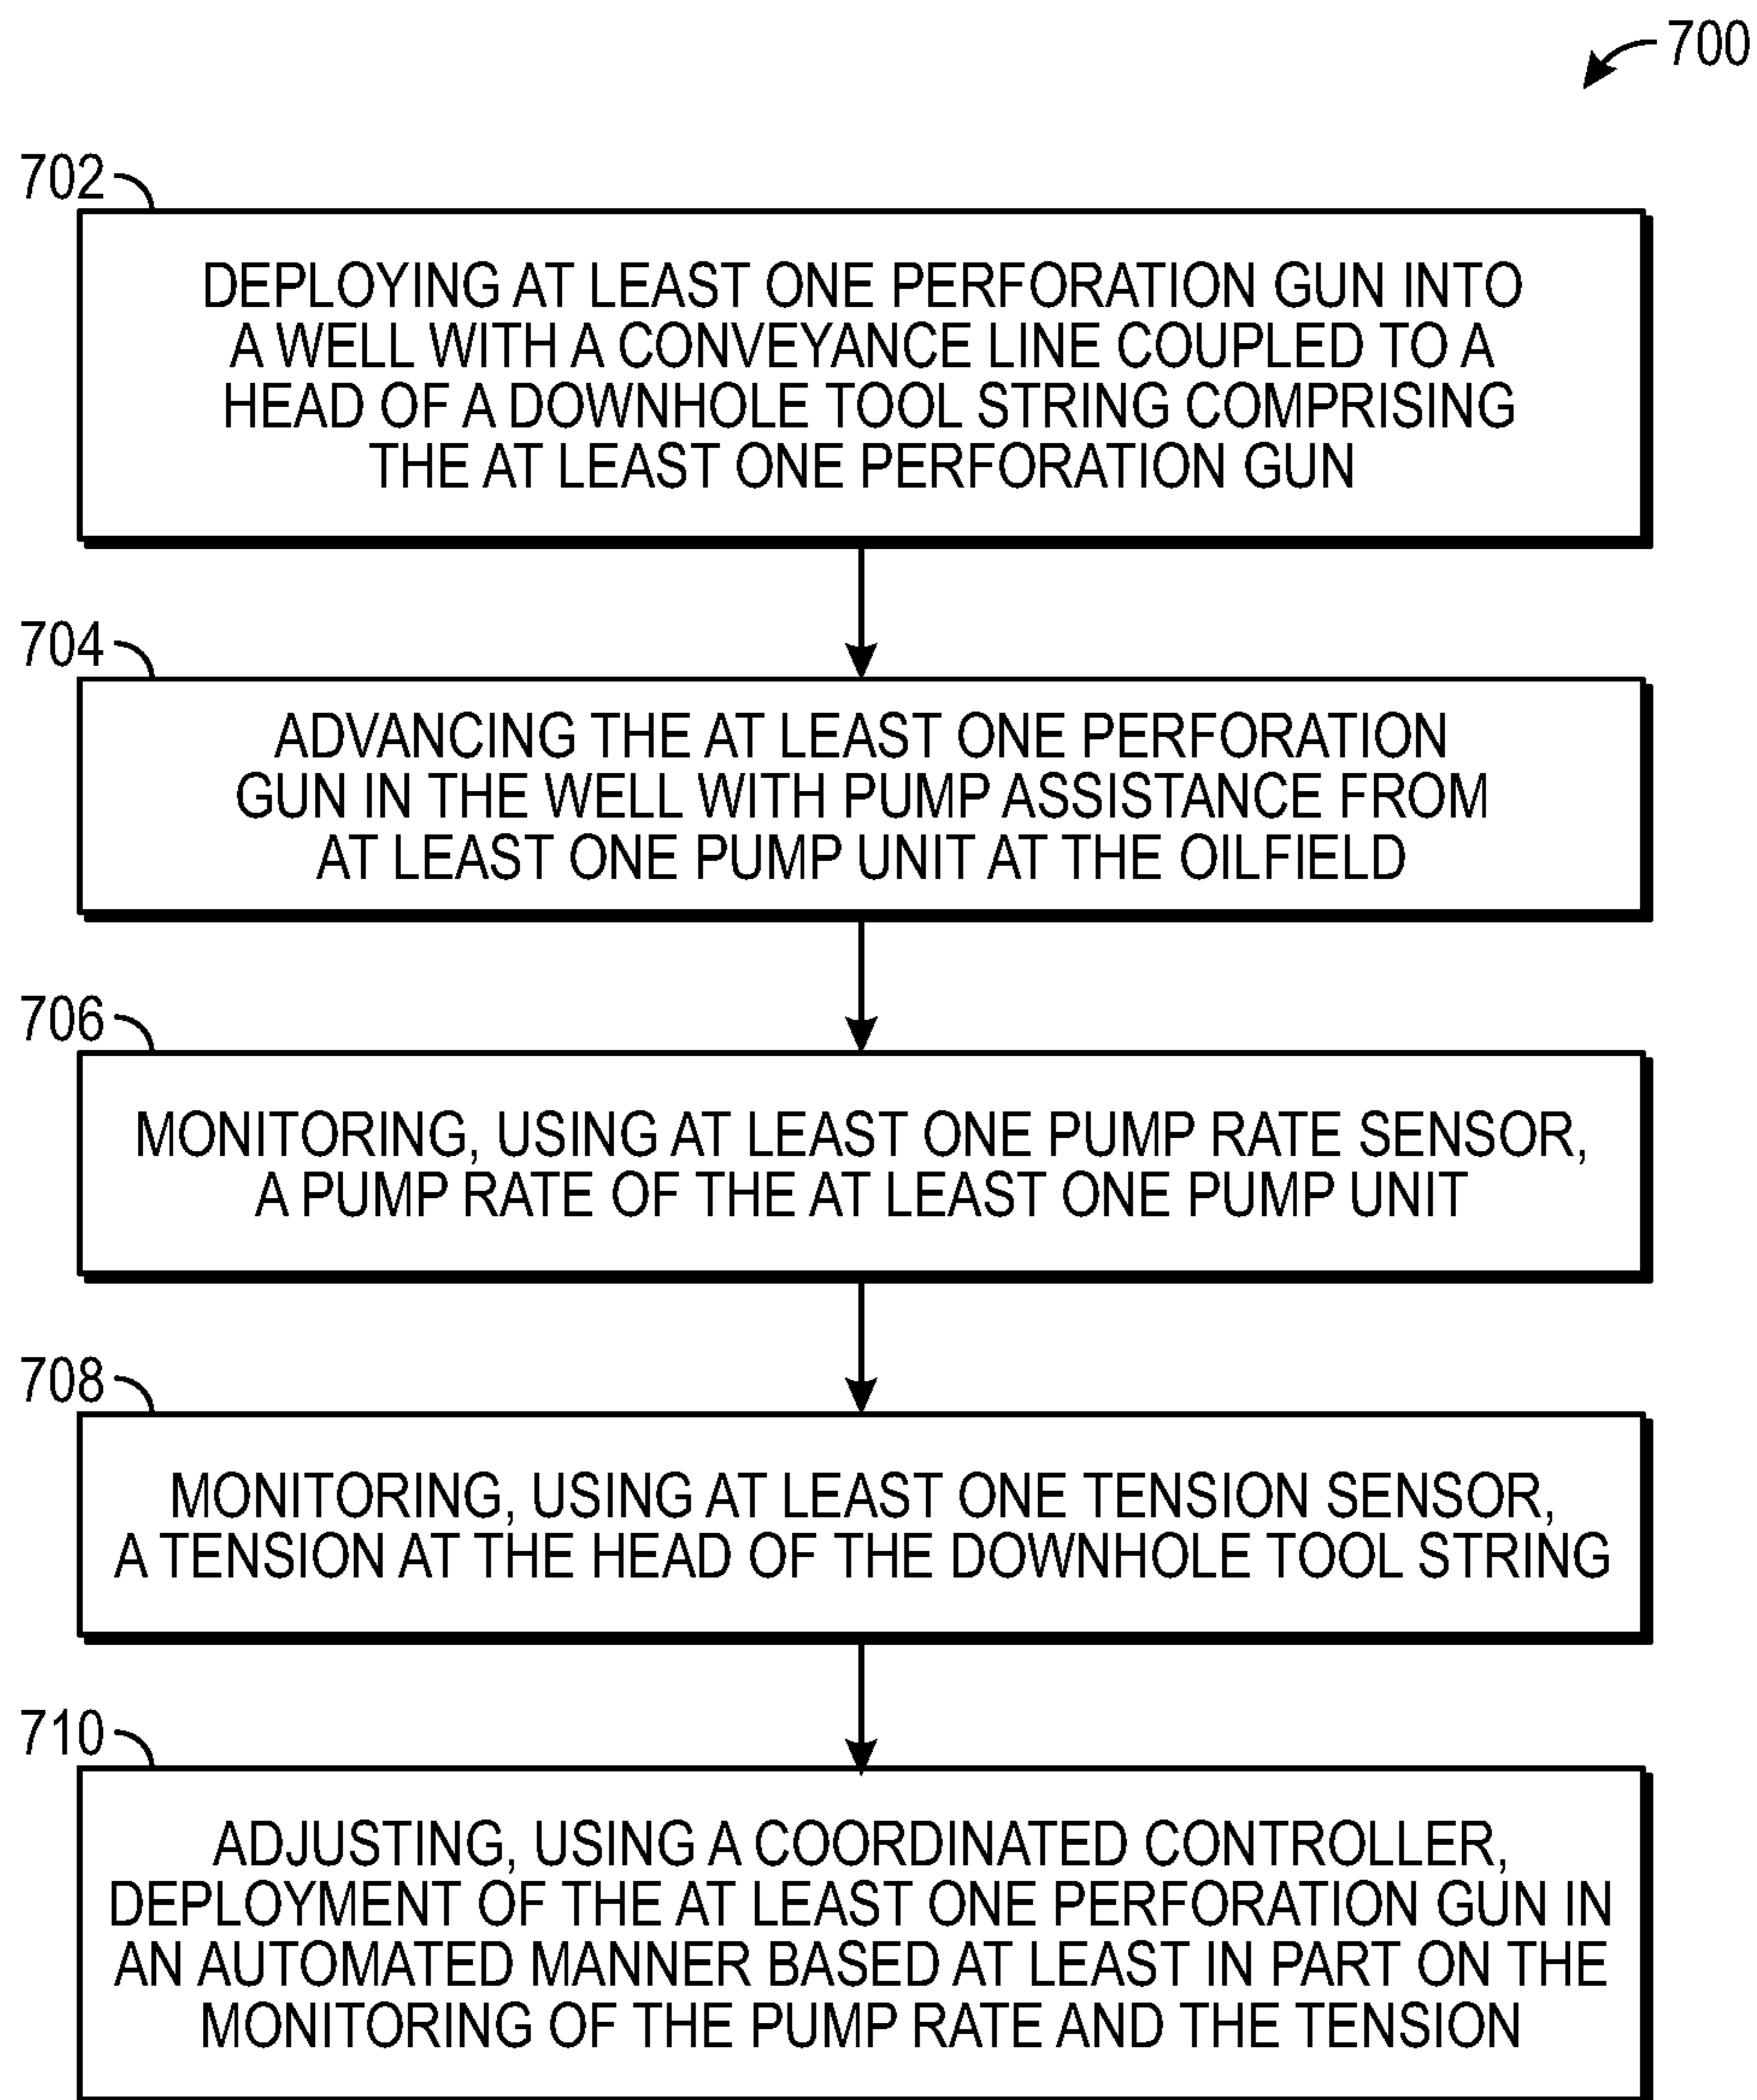 700
702
DEPLOYING AT LEAST ONE PERFORATION GUN INTO
A WELL WITH A CONVEYANCE LINE COUPLED TO A
HEAD OF A DOWNHOLE TOOL STRING COMPRISING
THE AT LEAST ONE PERFORATION GUN
704
ADVANCING THE AT LEAST ONE PERFORATION
GUN IN THE WELL WITH PUMP ASSISTANCE FROM
AT LEAST ONE PUMP UNIT AT THE OILFIELD
706
MONITORING, USING AT LEAST ONE PUMP RATE SENSOR,
A PUMP RATE OF THE AT LEAST ONE PUMP UNIT
708
MONITORING, USING AT LEAST ONE TENSION SENSOR,
A TENSION AT THE HEAD OF THE DOWNHOLE TOOL STRING
710
ADJUSTING, USING A COORDINATED CONTROLLER,
DEPLOYMENT OF THE AT LEAST ONE PERFORATION GUN IN
AN AUTOMATED MANNER BASED AT LEAST IN PART ON THE
MONITORING OF THE PUMP RATE AND THE TENSION